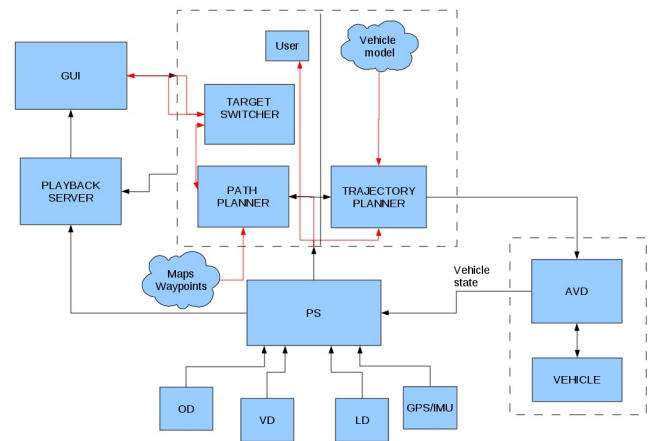 GUI
User
Vehicle
model
TARGET
SWITCHER
PLAYBACK
SERVER
PATH
PLANNER
TRAJECTORY
PLANNER
Maps
Waypoints
Vehicle
state
AVD
PS
VEHICLE
OD
VD
LD
GPS/IMU